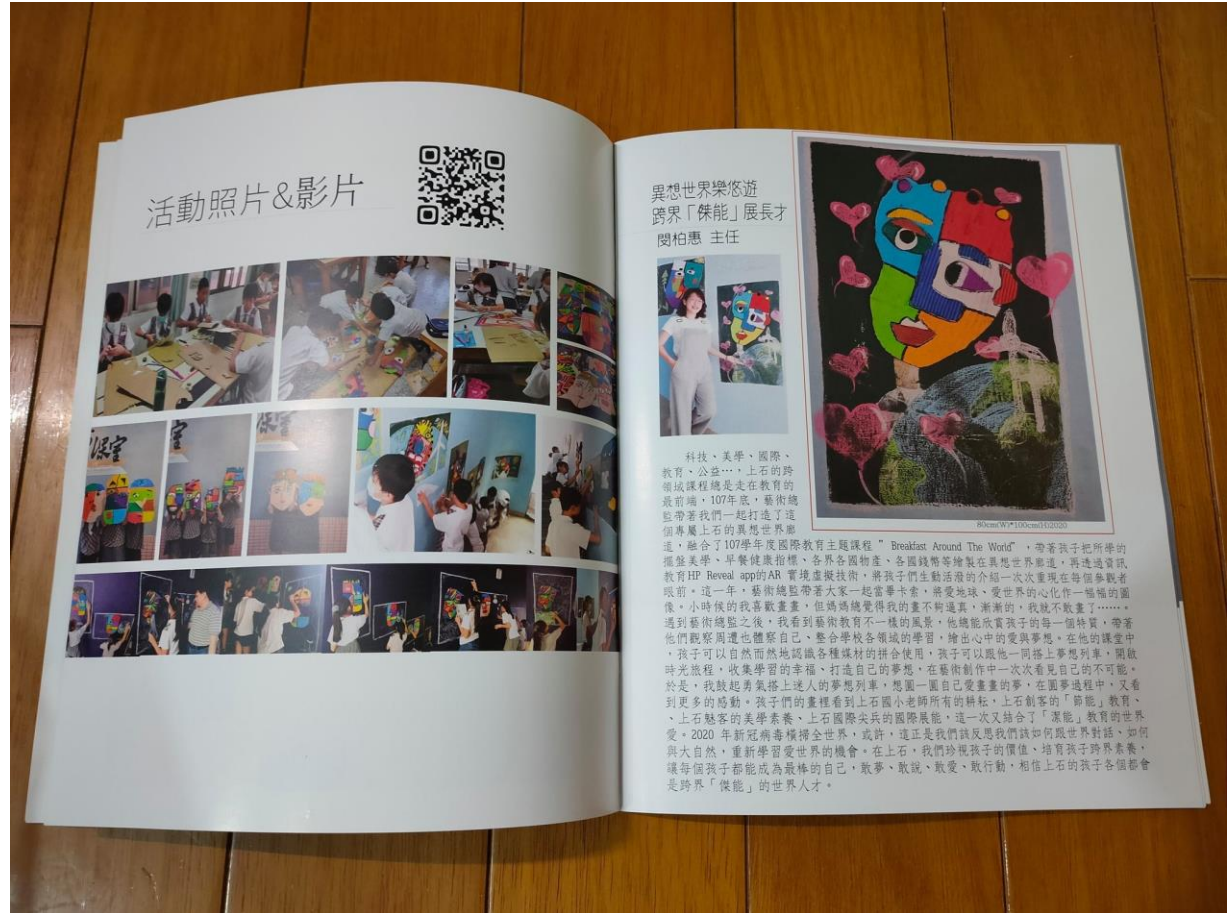 活動照片&影片
保室
室
保室
異想世界樂悠遊
跨界「傑能」展長才
閔柏惠 主任
80cm(W)*100cm(H)2020
科技、美學、國際、
教育、公益…，上石的跨
領域課程總是走在教育的
最前端，107年底，藝術總
監帶著我們一起打造了這
個專屬上石的異想世界廊
道，融合了107學年度國際教育主題課程 " Breakfast Around The World" ，帶著孩子把所學的
擺盤美學、早餐健康指標、各界各國物產、各國錢幣等繪製在異想世界廊道，再透過資訊
教育HP Reveal app的AR 實境虛擬技術，將孩子們生動活潑的介紹一次次重現在每個參觀者
眼前。這一年，藝術總監帶著大家一起當畢卡索，將愛地球、愛世界的心化作一幅幅的圖
像。小時候的我喜歡畫畫，但媽媽總覺得我的畫不夠逼真，漸漸的，我就不敢畫了……。
遇到藝術總監之後，我看到藝術教育不一樣的風景，他總能欣賞孩子的每一個特質，帶著
他們觀察周遭也體察自己、整合學校各領域的學習，繪出心中的愛與夢想。在他的課堂中
，孩子可以自然而然地認識各種媒材的拼合使用，孩子可以跟他一同搭上夢想列車，開啟
時光旅程，收集學習的幸福、打造自己的夢想，在藝術創作中一次次看見自己的不可能。
於是，我鼓起勇氣搭上迷人的夢想列車，想圓一圓自己愛畫畫的夢，在圓夢過程中，又看
到更多的感動。孩子們的畫裡看到上石國小老師所有的耕耘，上石創客的「節能」教育、
、上石魅客的美學素養、上石國際尖兵的國際展能，這一次又結合了「潔能」教育的世界
愛。2020 年新冠病毒橫掃全世界，或許，這正是我們該反思我們該如何跟世界對話、如何
與大自然，重新學習愛世界的機會。在上石，我們珍視孩子的價值、培育孩子跨界素養，
讓每個孩子都能成為最棒的自己，敢夢、敢說、敢愛、敢行動，相信上石的孩子各個都會
是跨界「傑能」的世界人才。